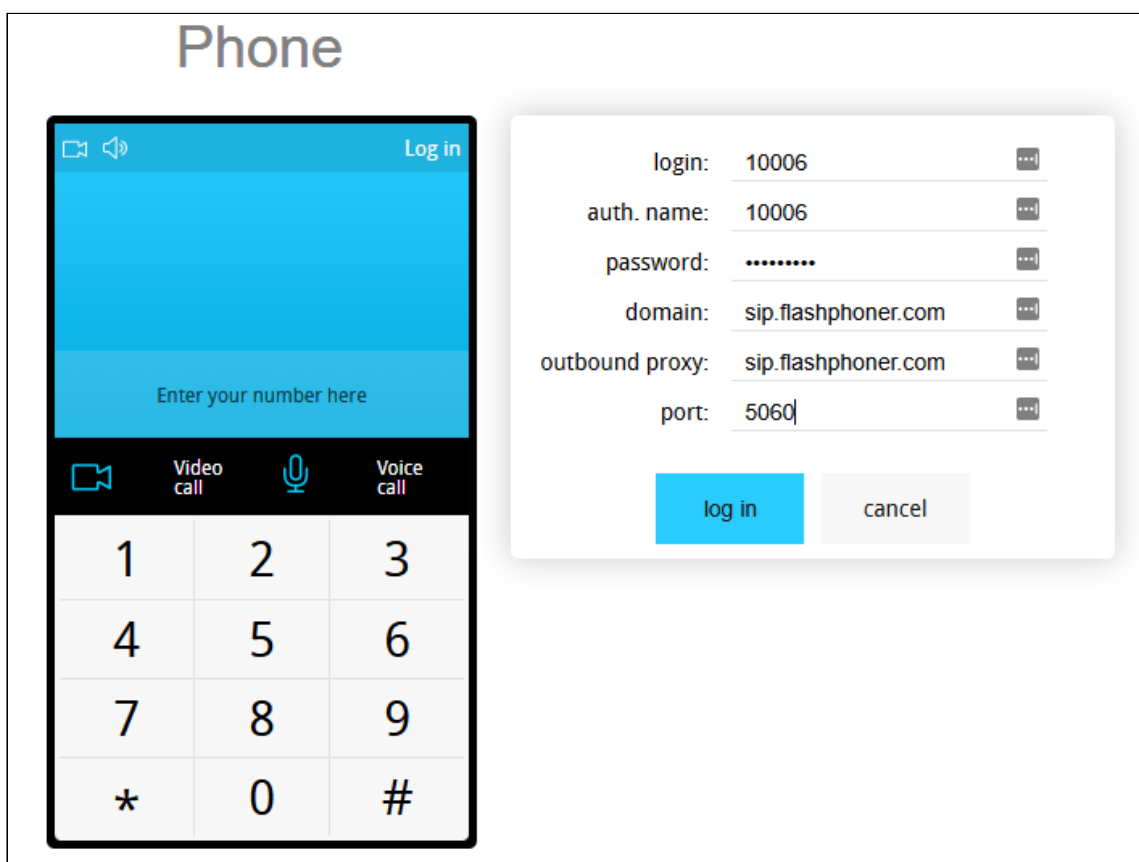 Phone
Log in
Enter your number here
Video call
Voice call
1 2 3
4 5 6
7 8 9
* 0 #
login: 10006
auth. name: 10006
password: •••••••••
domain: sip.flashphoner.com
outbound proxy: sip.flashphoner.com
port: 5060
log in cancel